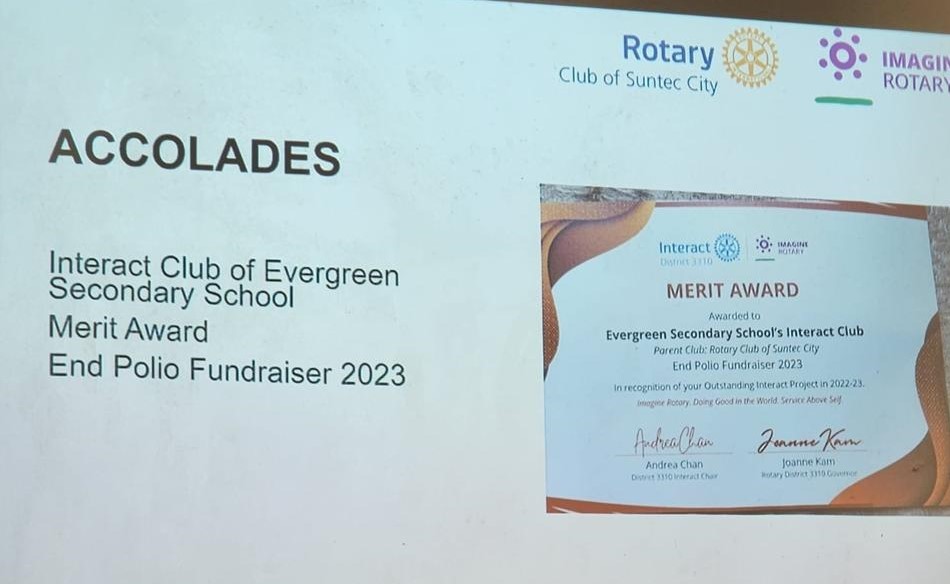 Rotary
Club of Suntec City
IMAGIN
ROTARY
ACCOLADES
Interact Club of Evergreen
Secondary School
Merit Award
End Polio Fundraiser 2023
Interact
District 3310
IMAGINE
ROTARY
MERIT AWARD
Awarded to
Evergreen Secondary School's Interact Club
Parent Club: Rotary Club of Suntec City
End Polio Fundraiser 2023
In recognition of your Outstanding Interact Project in 2022-23.
Imagine Rotary. Doing Good in the World. Service Above Self.
Andrea Chan
Joanne Kam
Andrea Chan
Joanne Kam
District 3310 Interact Chair
Rotary District 3310 Governor